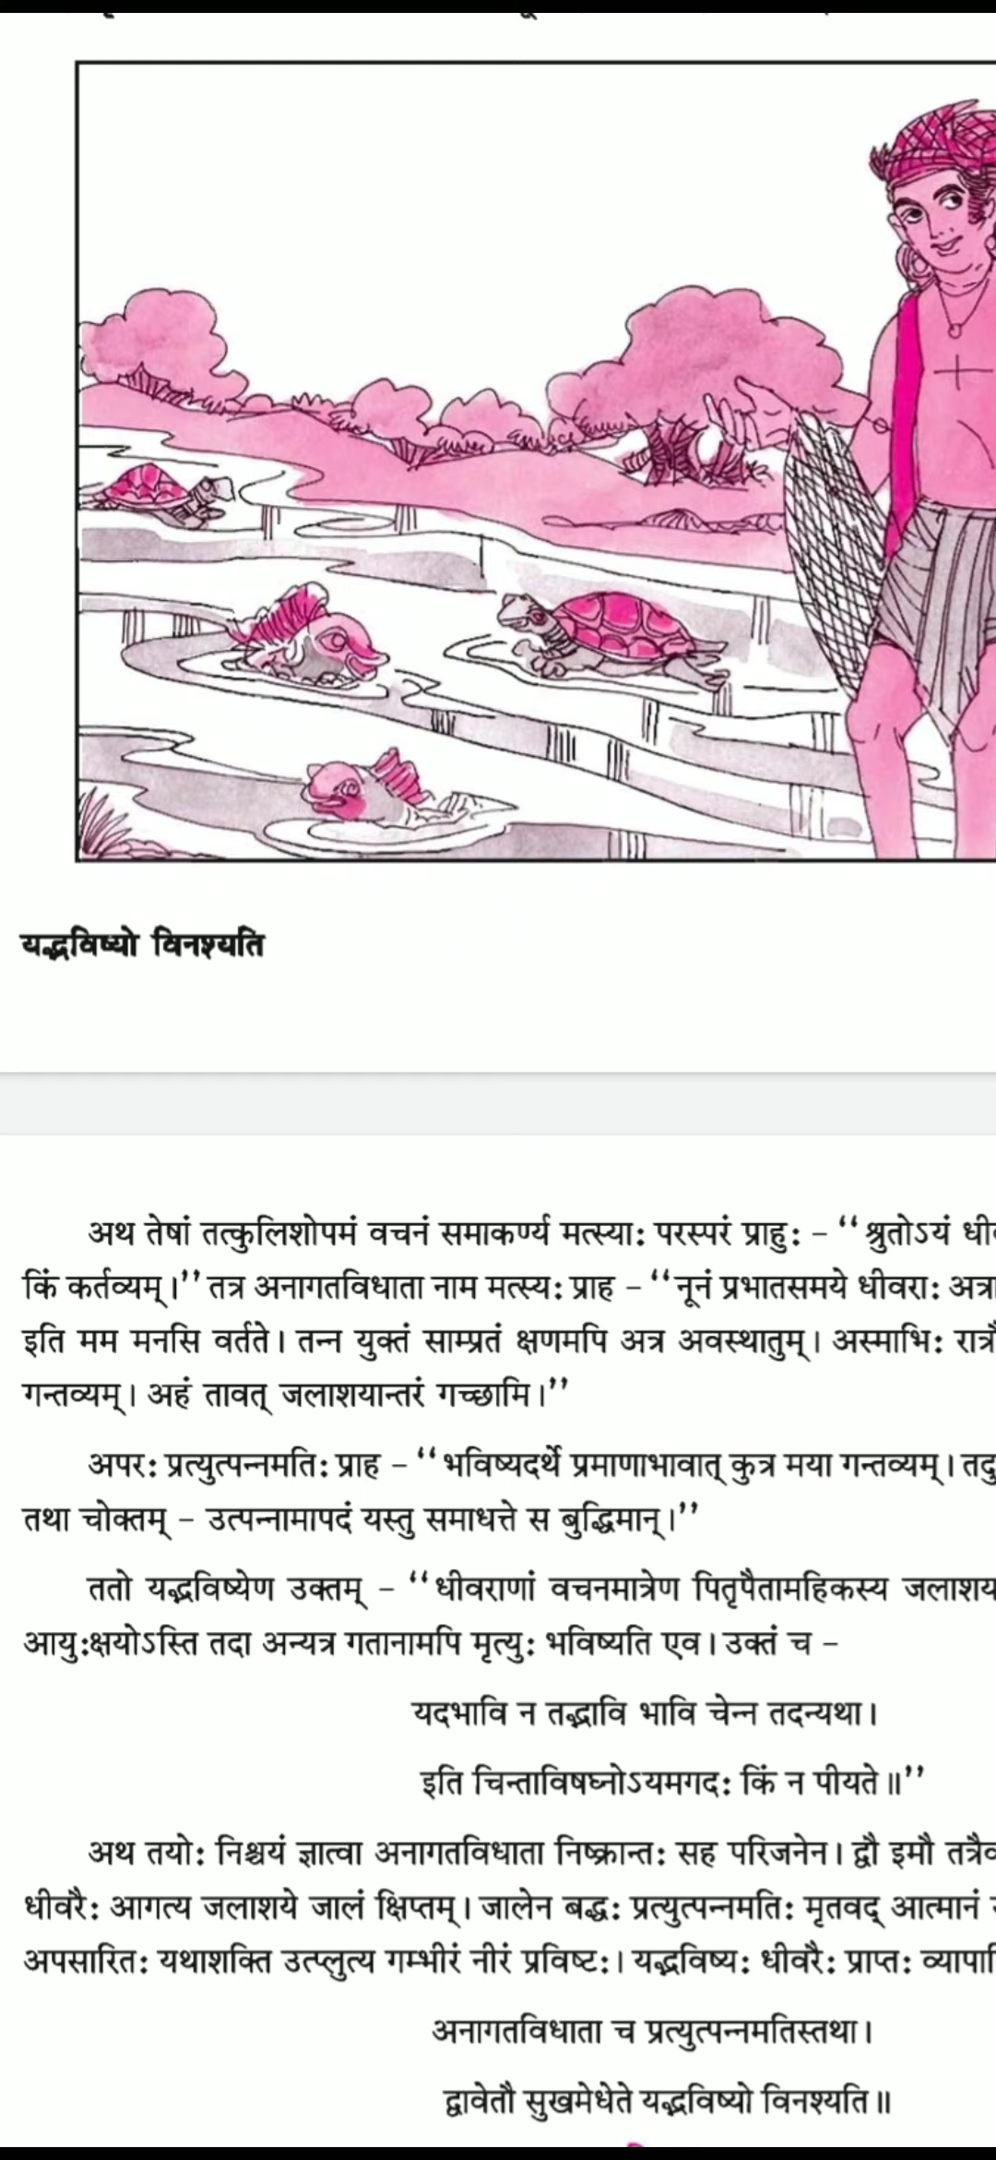 यद्भविष्यो विनश्यति
अथ तेषां तत्कुलिशोपमं वचनं समाकर्ण्य मत्स्याः परस्परं प्राहुः – “श्रुतोऽयं
किं कर्तव्यम्।” तत्र अनागतविधाता नाम मत्स्यः प्राह – “नूनं प्रभातसमये धीवराः
इति मम मनसि वर्तते। तन्न युक्तं साम्प्रतं क्षणमपि अत्र अवस्थातुम्। अस्माभिः
गन्तव्यम्। अहं तावत् जलाशयान्तरं गच्छामि।”
अपरः प्रत्युत्पन्नमतिः प्राह – “भविष्यदर्थे प्रमाणाभावात् कुत्र मया गन्तव्यम्।
तथा चोक्तम् – उत्पन्नामापदं यस्तु समाधत्ते स बुद्धिमान्।”
ततो यद्भविष्येण उक्तम् – “धीवराणां वचनमात्रेण पितृपैतामहिकस्य
आयुःक्षयोऽस्ति तदा अन्यत्र गतानामपि मृत्युः भविष्यति एव। उक्तं च –
यदभावि न तद्भावि भावि चेन्न तदन्यथा।
इति चिन्ताविषघ्नोऽयमगदः किं न पीयते॥”
अथ तयोः निश्चयं ज्ञात्वा अनागतविधाता निष्क्रान्तः सह परिजनेन। द्वौ इमौ
धीवरैः आगत्य जलाशये जालं क्षिप्तम्। जालेन बद्धः प्रत्युत्पन्नमतिः मृतवद् आत्मानं
अपसारितः यथाशक्ति उत्प्लुत्य गम्भीरं नीरं प्रविष्टः। यद्भविष्यः धीवरैः प्राप्तः
अनागतविधाता च प्रत्युत्पन्नमतिस्तथा।
द्वावेतौ सुखमेधेते यद्भविष्यो विनश्यति॥